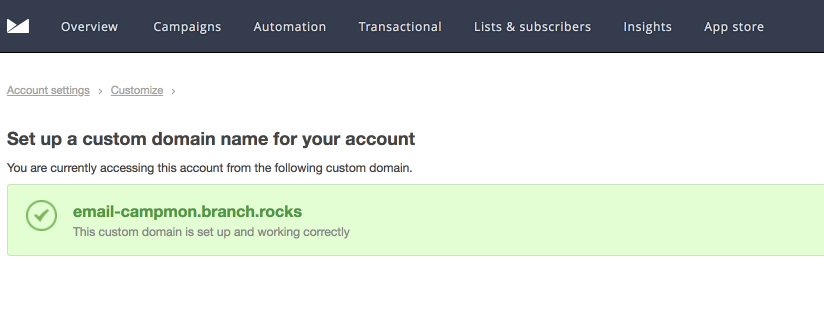 Overview Campaigns Automation Transactional Lists & subscribers Insights App store
Account settings › Customize ›
Set up a custom domain name for your account
You are currently accessing this account from the following custom domain.
email-campmon.branch.rocks
This custom domain is set up and working correctly